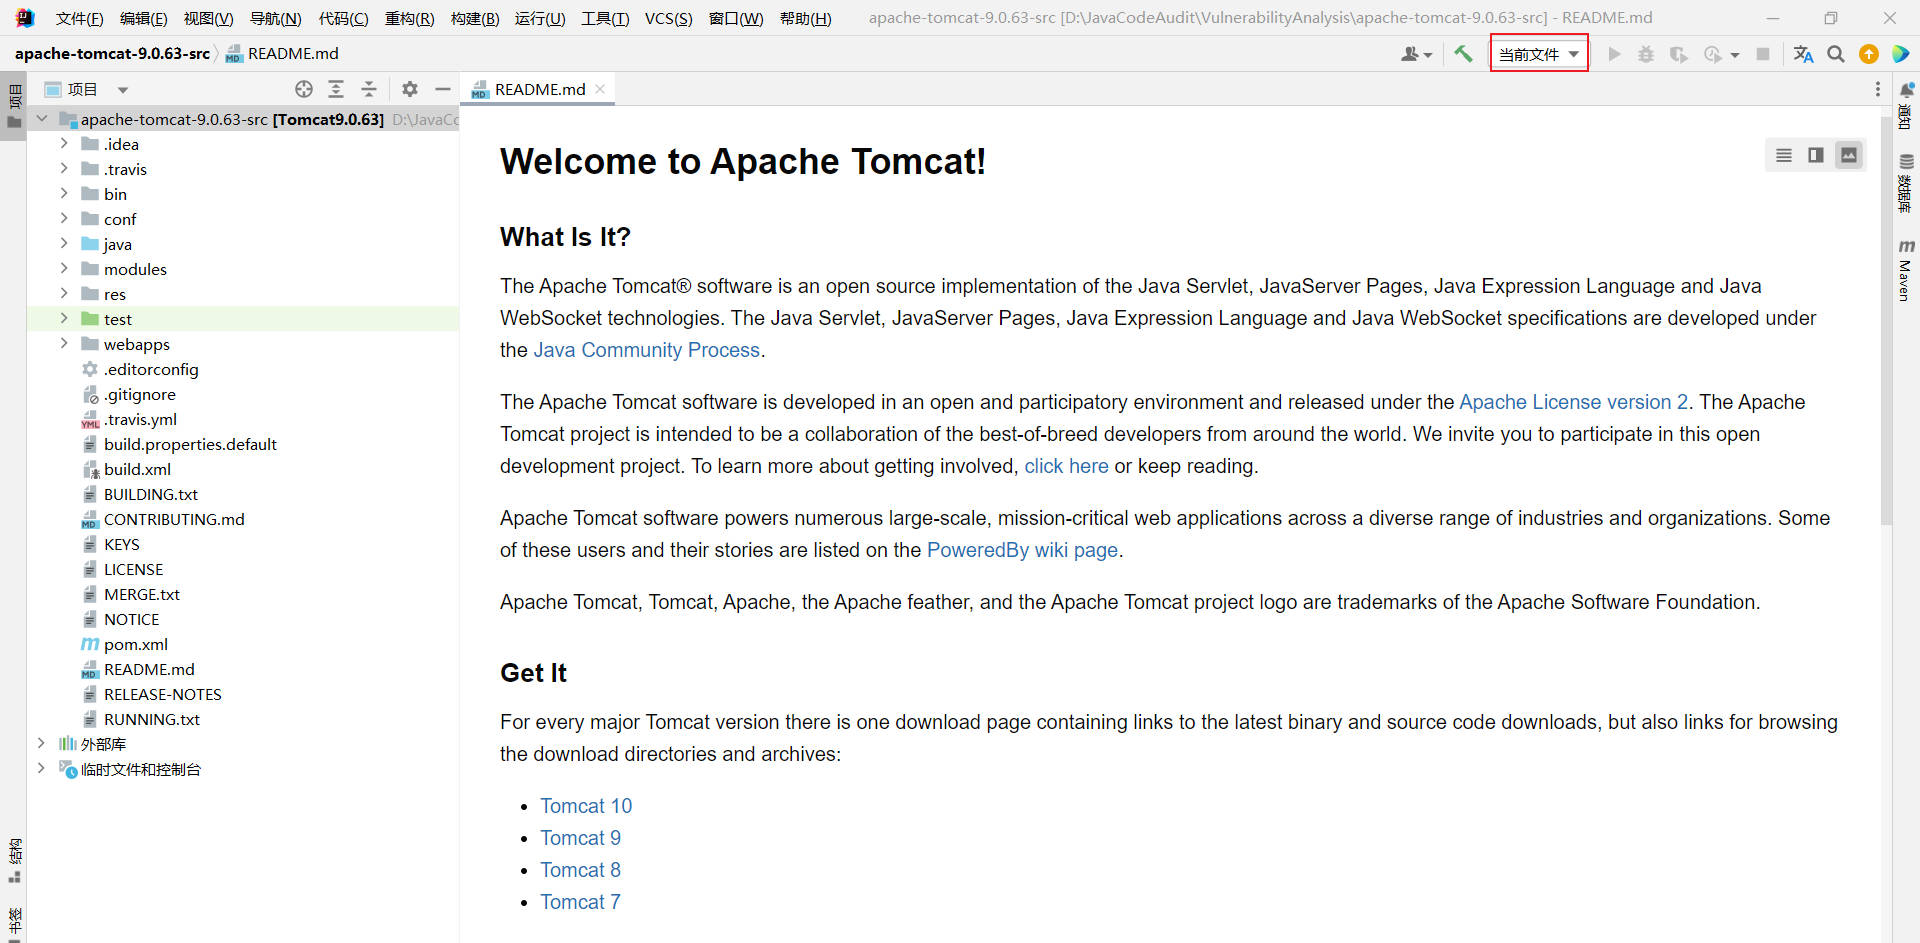 文件(F) 编辑(E) 视图(V) 导航(N) 代码(C) 重构(R) 构建(B) 运行(U) 工具(T) VCS(S) 窗口(W) 帮助(H) apache-tomcat-9.0.63-src [D:\JavaCodeAudit\VulnerabilityAnalysis\apache-tomcat-9.0.63-src] - README.md
apache-tomcat-9.0.63-src README.md
当前文件
项目
项目
README.md
apache-tomcat-9.0.63-src [Tomcat9.0.63] D:\JavaCo
.idea
.travis
bin
conf
java
modules
res
test
webapps
.editorconfig
.gitignore
.travis.yml
build.properties.default
build.xml
BUILDING.txt
CONTRIBUTING.md
KEYS
LICENSE
MERGE.txt
NOTICE
pom.xml
README.md
RELEASE-NOTES
RUNNING.txt
外部库
临时文件和控制台
结构
书签
Welcome to Apache Tomcat!
What Is It?
The Apache Tomcat® software is an open source implementation of the Java Servlet, JavaServer Pages, Java Expression Language and Java
WebSocket technologies. The Java Servlet, JavaServer Pages, Java Expression Language and Java WebSocket specifications are developed under
the Java Community Process.
The Apache Tomcat software is developed in an open and participatory environment and released under the Apache License version 2. The Apache
Tomcat project is intended to be a collaboration of the best-of-breed developers from around the world. We invite you to participate in this open
development project. To learn more about getting involved, click here or keep reading.
Apache Tomcat software powers numerous large-scale, mission-critical web applications across a diverse range of industries and organizations. Some
of these users and their stories are listed on the PoweredBy wiki page.
Apache Tomcat, Tomcat, Apache, the Apache feather, and the Apache Tomcat project logo are trademarks of the Apache Software Foundation.
Get It
For every major Tomcat version there is one download page containing links to the latest binary and source code downloads, but also links for browsing
the download directories and archives:
• Tomcat 10
• Tomcat 9
• Tomcat 8
• Tomcat 7
通知
数据库
Maven